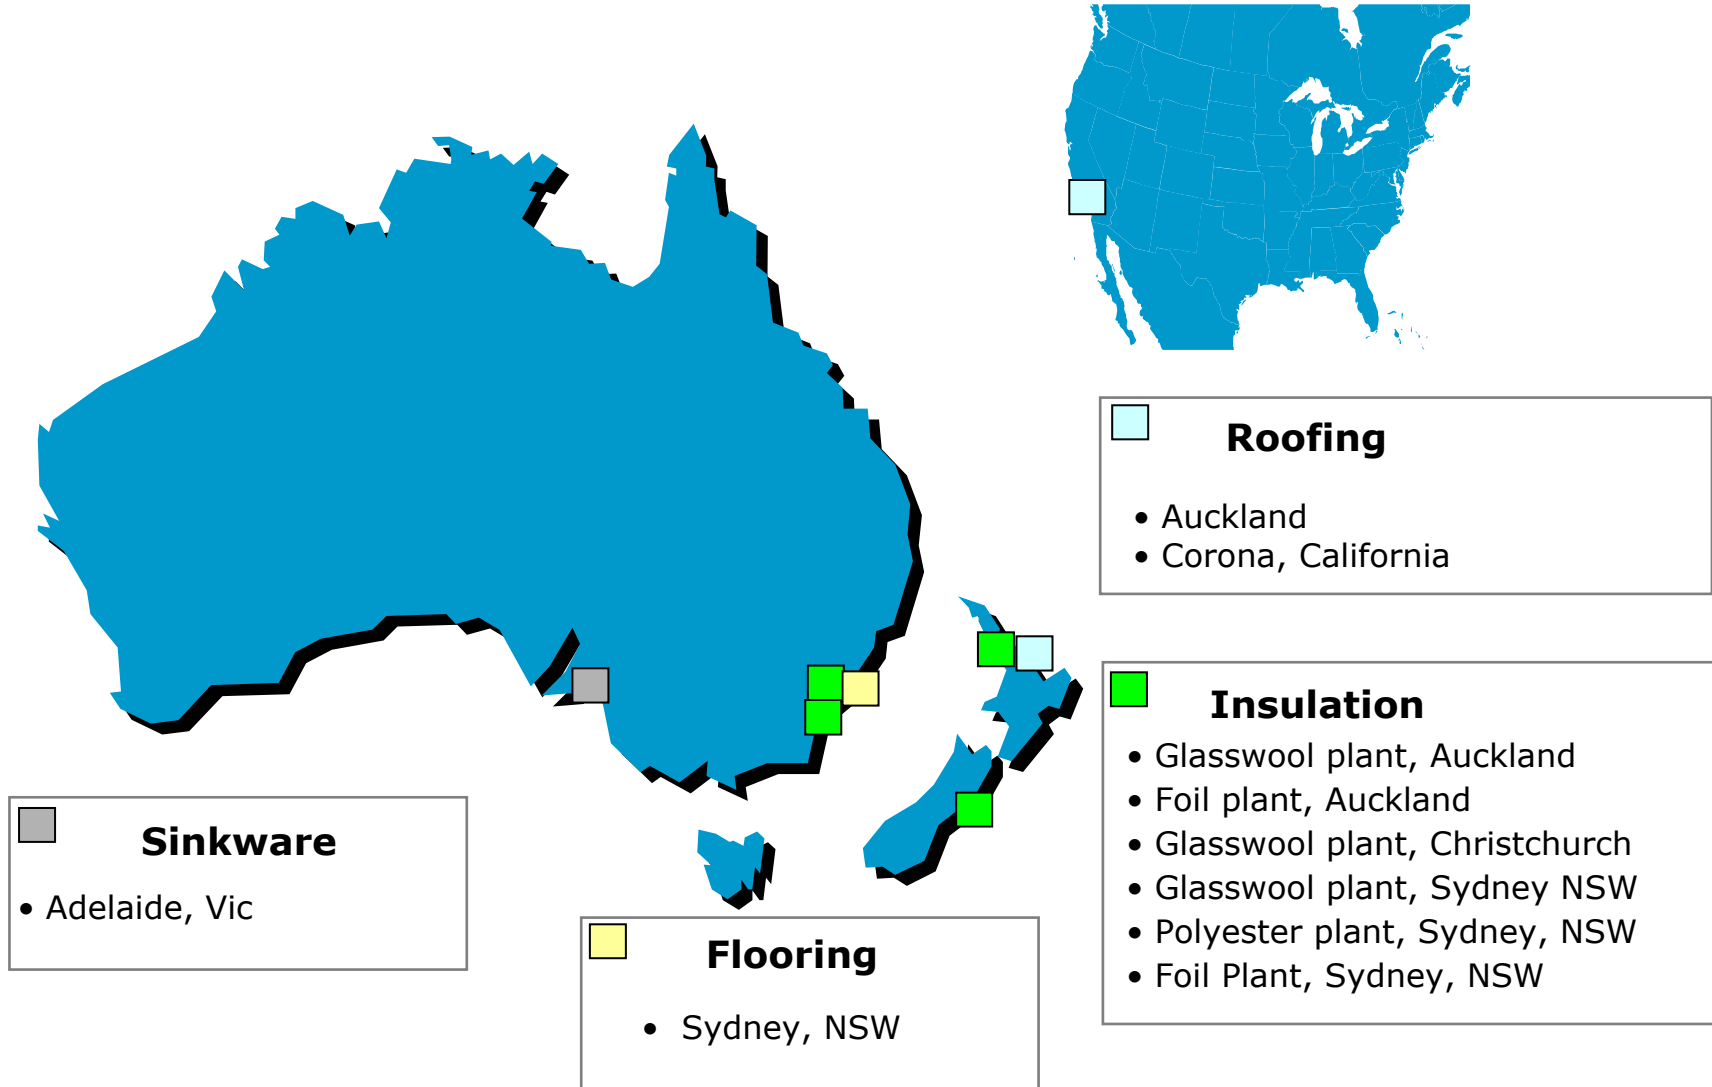 Roofing
• Auckland
• Corona, California
Insulation
• Glasswool plant, Auckland
• Foil plant, Auckland
• Glasswool plant, Christchurch
• Glasswool plant, Sydney NSW
• Polyester plant, Sydney, NSW
• Foil Plant, Sydney, NSW
Sinkware
• Adelaide, Vic
Flooring
• Sydney, NSW